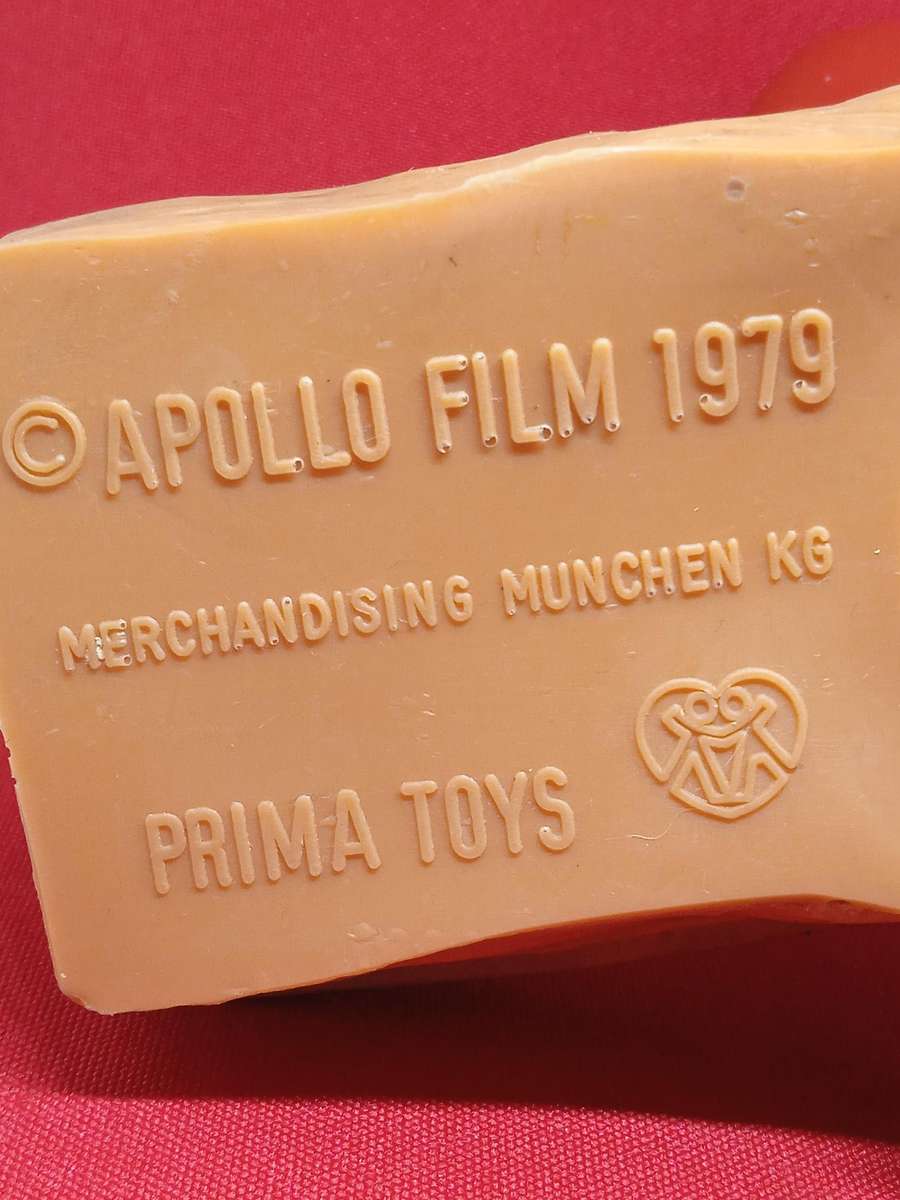 © APOLLO FILM 1979
MERCHANDISING MUNCHEN KG
PRIMA TOYS